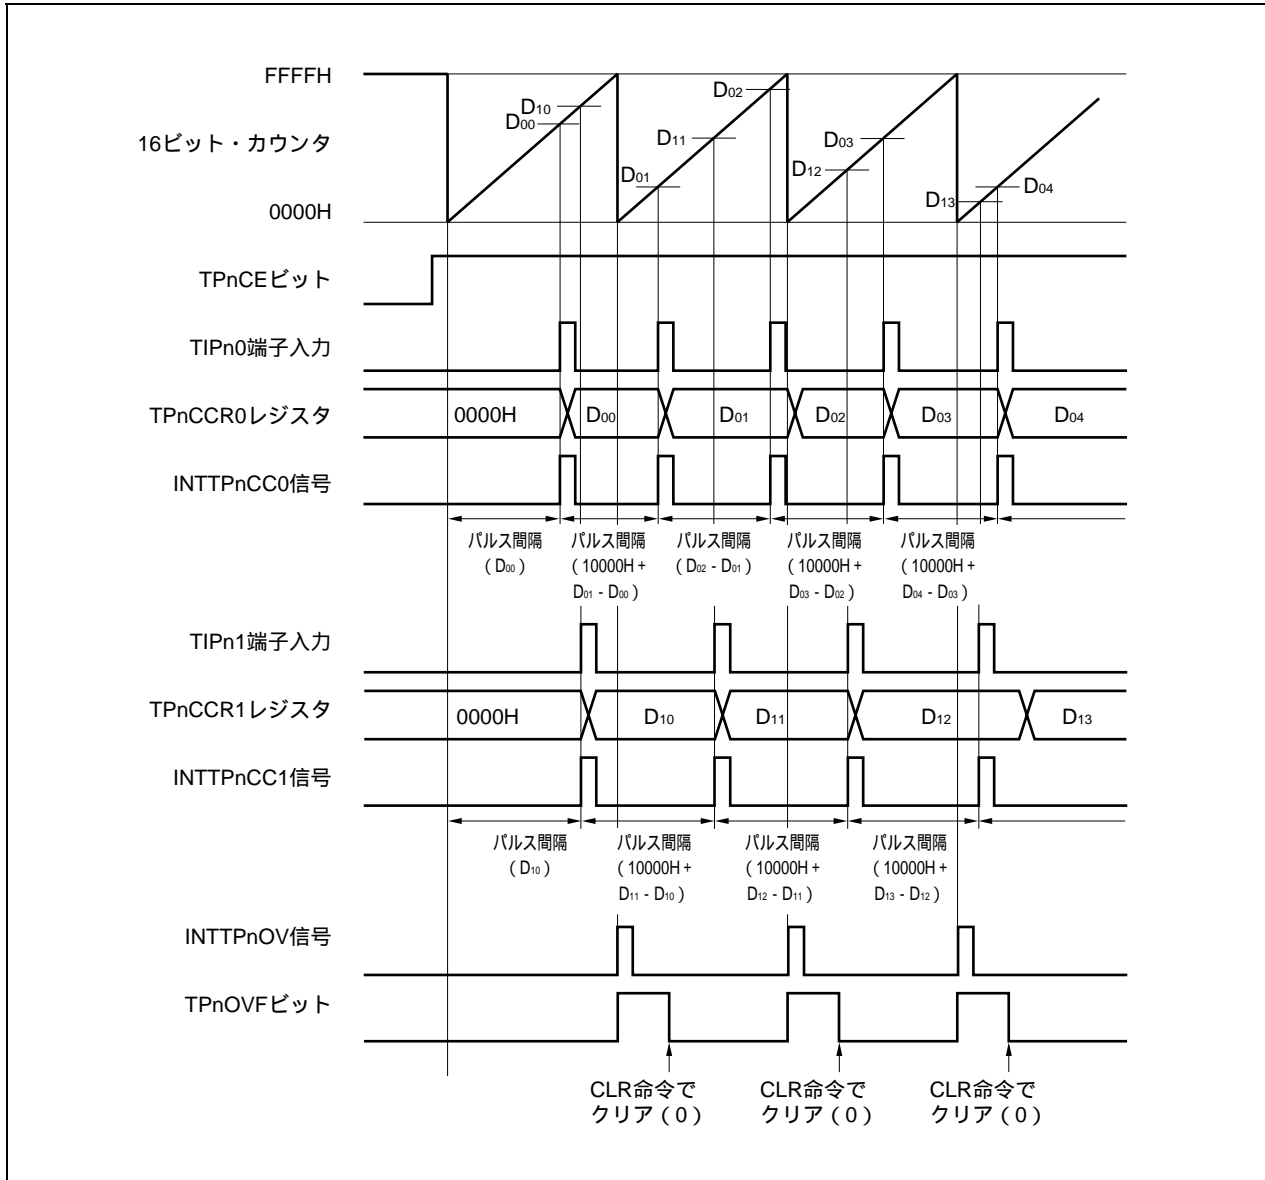 FFFFH
D10
D00
D02
D11
D03
D12
D01
D04
D13
16ビット・カウンタ
0000H
TPnCEビット
TIPn0端子入力
TPnCCR0レジスタ
0000H D00 D01 D02 D03 D04
INTTPnCC0信号
パルス間隔
（D00）
パルス間隔
（10000H +
D01 - D00）
パルス間隔
（D02 - D01）
パルス間隔
（10000H +
D03 - D02）
パルス間隔
（10000H +
D04 - D03）
TIPn1端子入力
TPnCCR1レジスタ
0000H D10 D11 D12 D13
INTTPnCC1信号
パルス間隔
（D10）
パルス間隔
（10000H +
D11 - D10）
パルス間隔
（10000H +
D12 - D11）
パルス間隔
（10000H +
D13 - D12）
INTTPnOV信号
TPnOVFビット
CLR命令で
クリア（0）
CLR命令で
クリア（0）
CLR命令で
クリア（0）